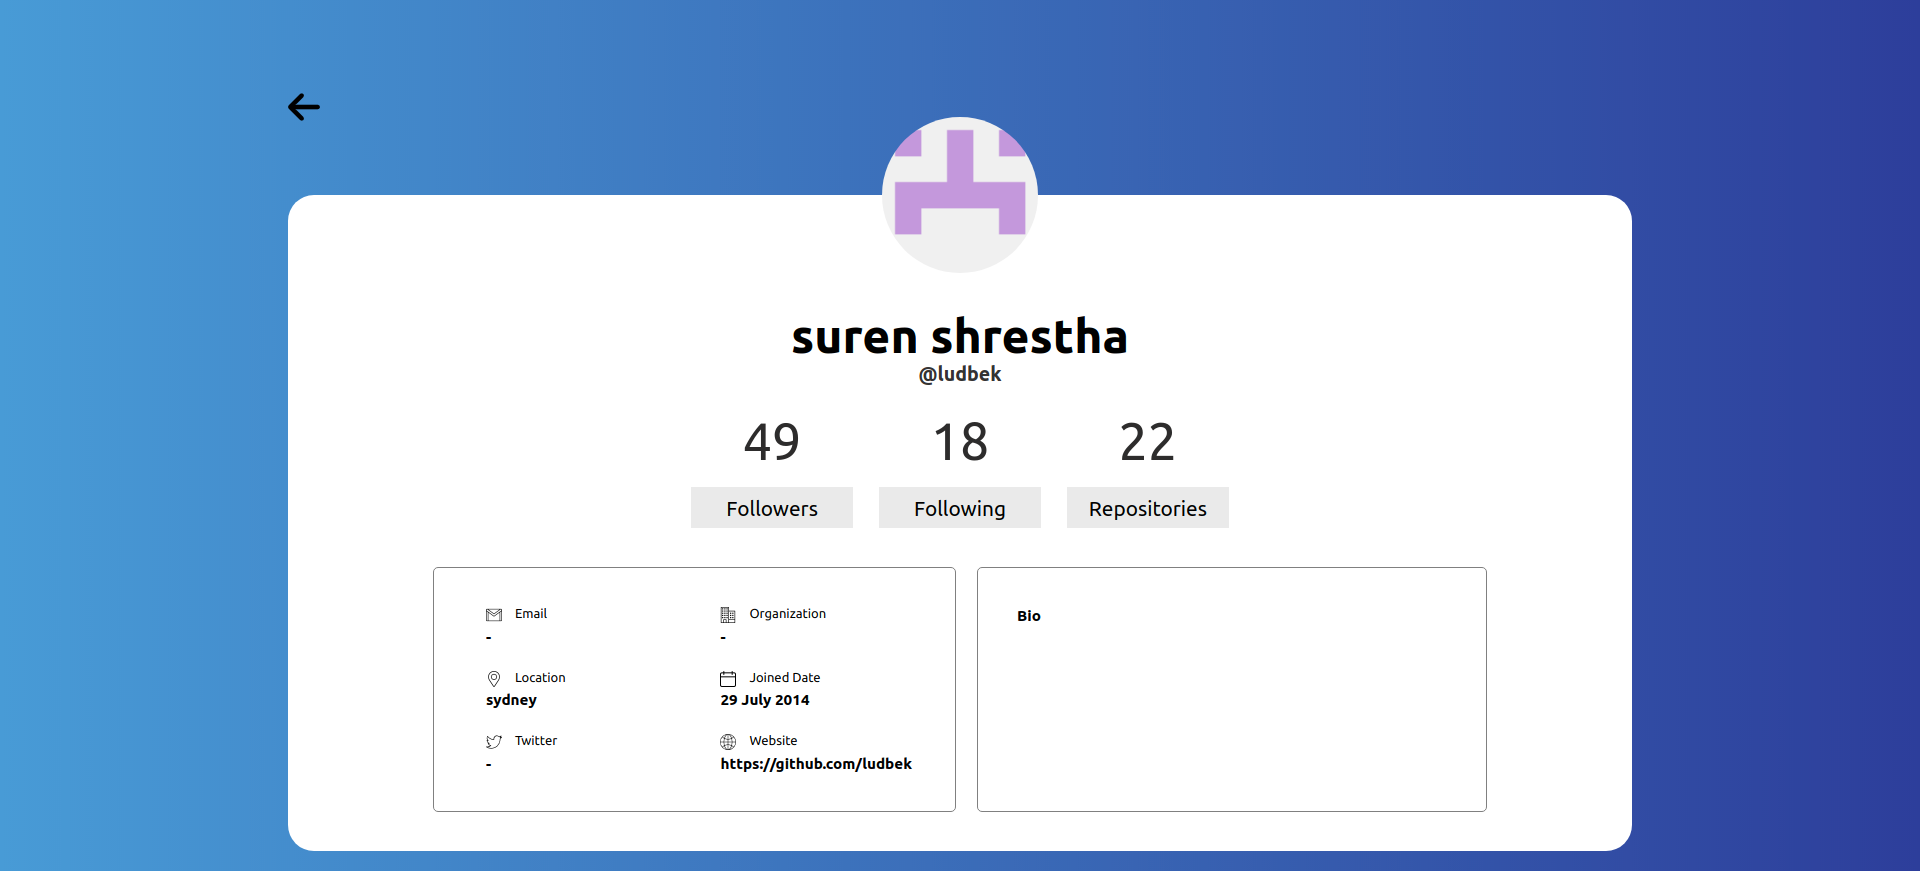 suren shrestha
@ludbek
49 18 22
Followers Following Repositories
Email
-
Organization
-
Location
sydney
Joined Date
29 July 2014
Twitter
-
Website
https://github.com/ludbek
Bio